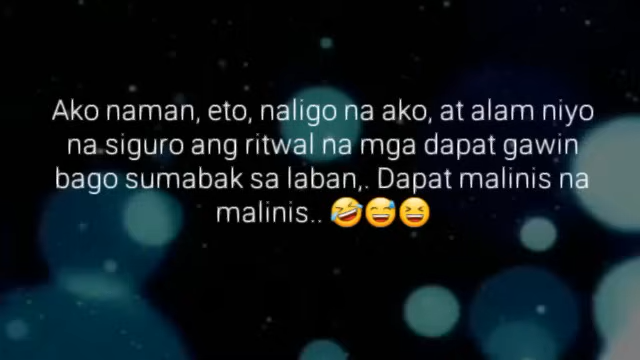 Ako naman, eto, naligo na ako, at alam niyo
na siguro ang ritwal na mga dapat gawin
bago sumabak sa laban,. Dapat malinis na
malinis.. 🤣😅😆